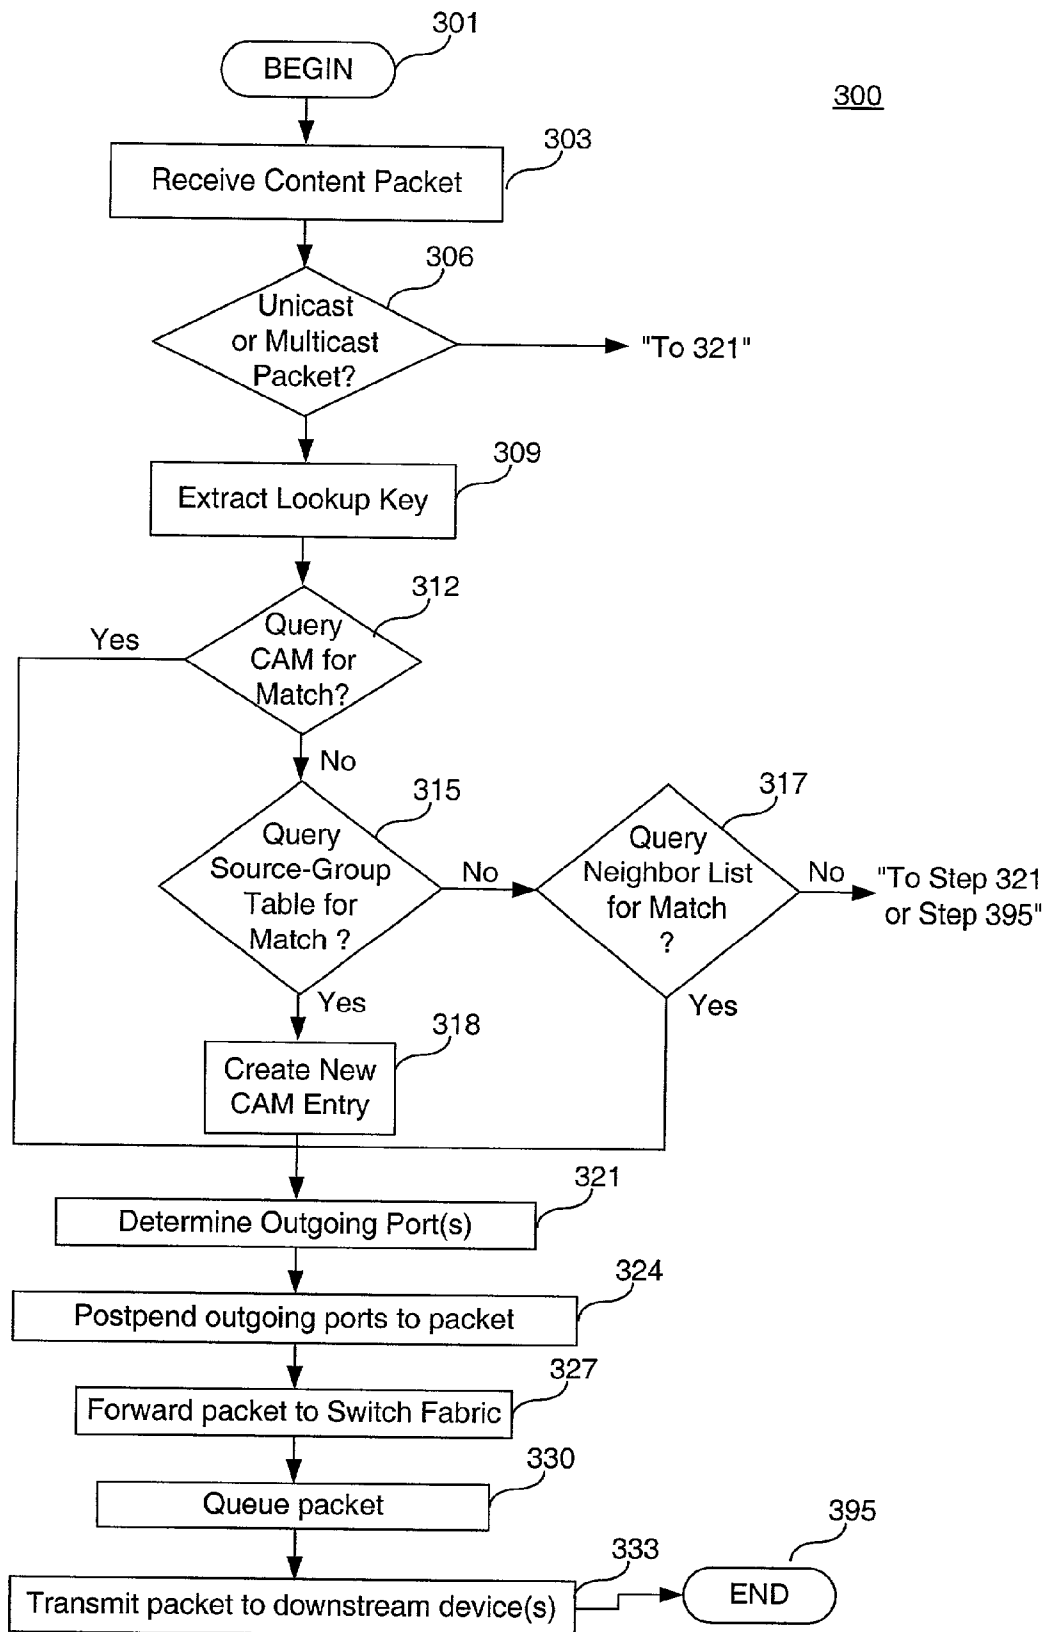 301
BEGIN
300
303
Receive Content Packet
306
Unicast
or Multicast
Packet?
"To 321"
309
Extract Lookup Key
312
Query
CAM for
Match?
Yes
No
315
Query
Source-Group
Table for
Match ?
No
317
Query
Neighbor List
for Match
?
No
"To Step 321
or Step 395"
Yes
Yes
318
Create New
CAM Entry
321
Determine Outgoing Port(s)
324
Postpend outgoing ports to packet
327
Forward packet to Switch Fabric
330
Queue packet
333
Transmit packet to downstream device(s)
395
END